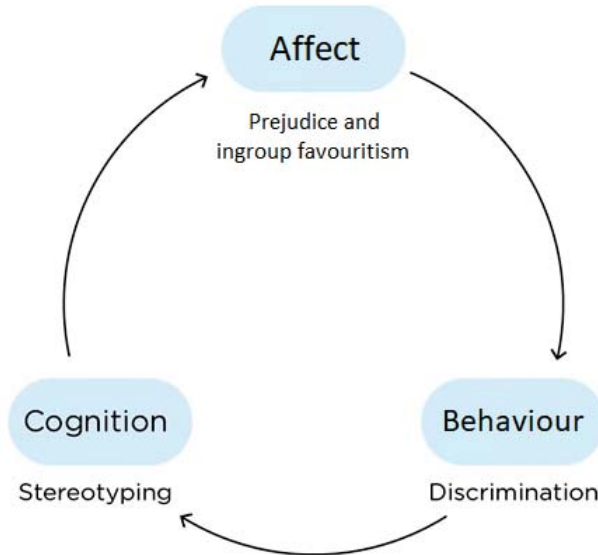 Affect
Prejudice and
ingroup favouritism
Cognition
Stereotyping
Behaviour
Discrimination